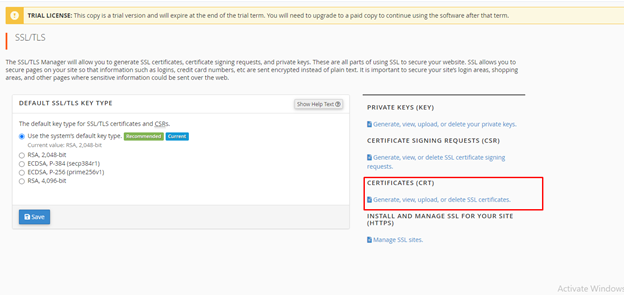 TRIAL LICENSE: This copy is a trial version and will expire at the end of the trial term. You will need to upgrade to a paid copy to continue using the software after that term.
SSL/TLS
The SSL/TLS Manager will allow you to generate SSL certificates, certificate signing requests, and private keys. These are all parts of using SSL to secure your website. SSL allows you to
secure pages on your site so that information such as logins, credit card numbers, etc are sent encrypted instead of plain text. It is important to secure your site's login areas, shopping
areas, and other pages where sensitive information could be sent over the web.
DEFAULT SSL/TLS KEY TYPE
Show Help Text
The default key type for SSL/TLS certificates and CSRs.
Use the system's default key type. Recommended Current
Current value: RSA, 2,048-bit
RSA, 2,048-bit
ECDSA, P-384 (secp384r1)
ECDSA, P-256 (prime256v1)
RSA, 4,096-bit
Save
PRIVATE KEYS (KEY)
Generate, view, upload, or delete your private keys.
CERTIFICATE SIGNING REQUESTS (CSR)
Generate, view, or delete SSL certificate signing
requests.
CERTIFICATES (CRT)
Generate, view, upload, or delete SSL certificates.
INSTALL AND MANAGE SSL FOR YOUR SITE
(HTTPS)
Manage SSL sites.
Activate Windows